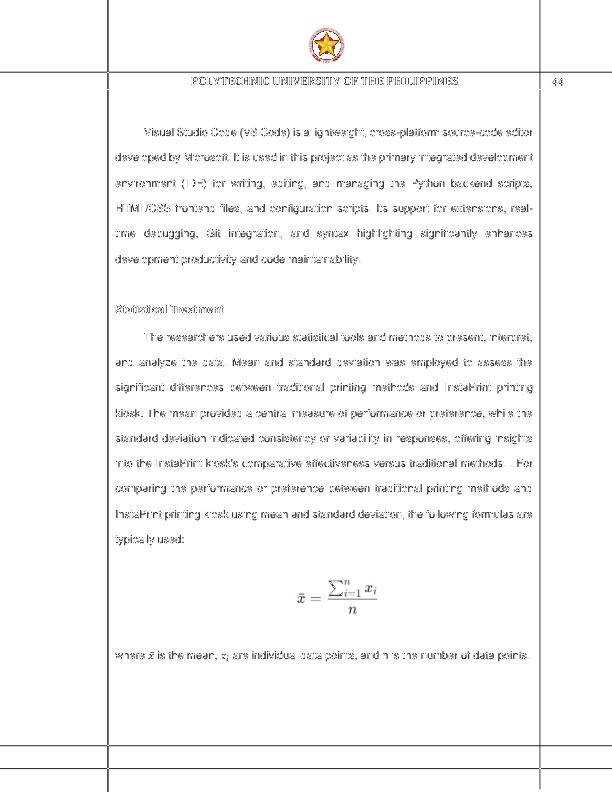 POLYTECHNIC UNIVERSITY OF THE PHILIPPINES
44
Visual Studio Code (VS Code) is a lightweight, cross-platform source-code editor
developed by Microsoft. It is used in this project as the primary integrated development
environment (IDE) for writing, editing, and managing the Python backend scripts,
HTML/CSS frontend files, and configuration scripts. Its support for extensions, real-
time debugging, Git integration, and syntax highlighting significantly enhances
development productivity and code maintainability.
Statistical Treatment
The researchers used various statistical tools and methods to present, interpret,
and analyze the data. Mean and standard deviation was employed to assess the
significant differences between traditional printing methods and InstaPrint printing
kiosk. The mean provided a central measure of performance or preference, while the
standard deviation indicated consistency or variability in responses, offering insights
into the InstaPrint kiosk's comparative effectiveness versus traditional methods. . For
comparing the performance or preference between traditional printing methods and
InstaPrint printing kiosk using mean and standard deviation, the following formulas are
typically used:
x̄ = ∑ⁿᵢ₌₁ xᵢ / n
where x̄ is the mean, xᵢ are individual data points, and n is the number of data points.